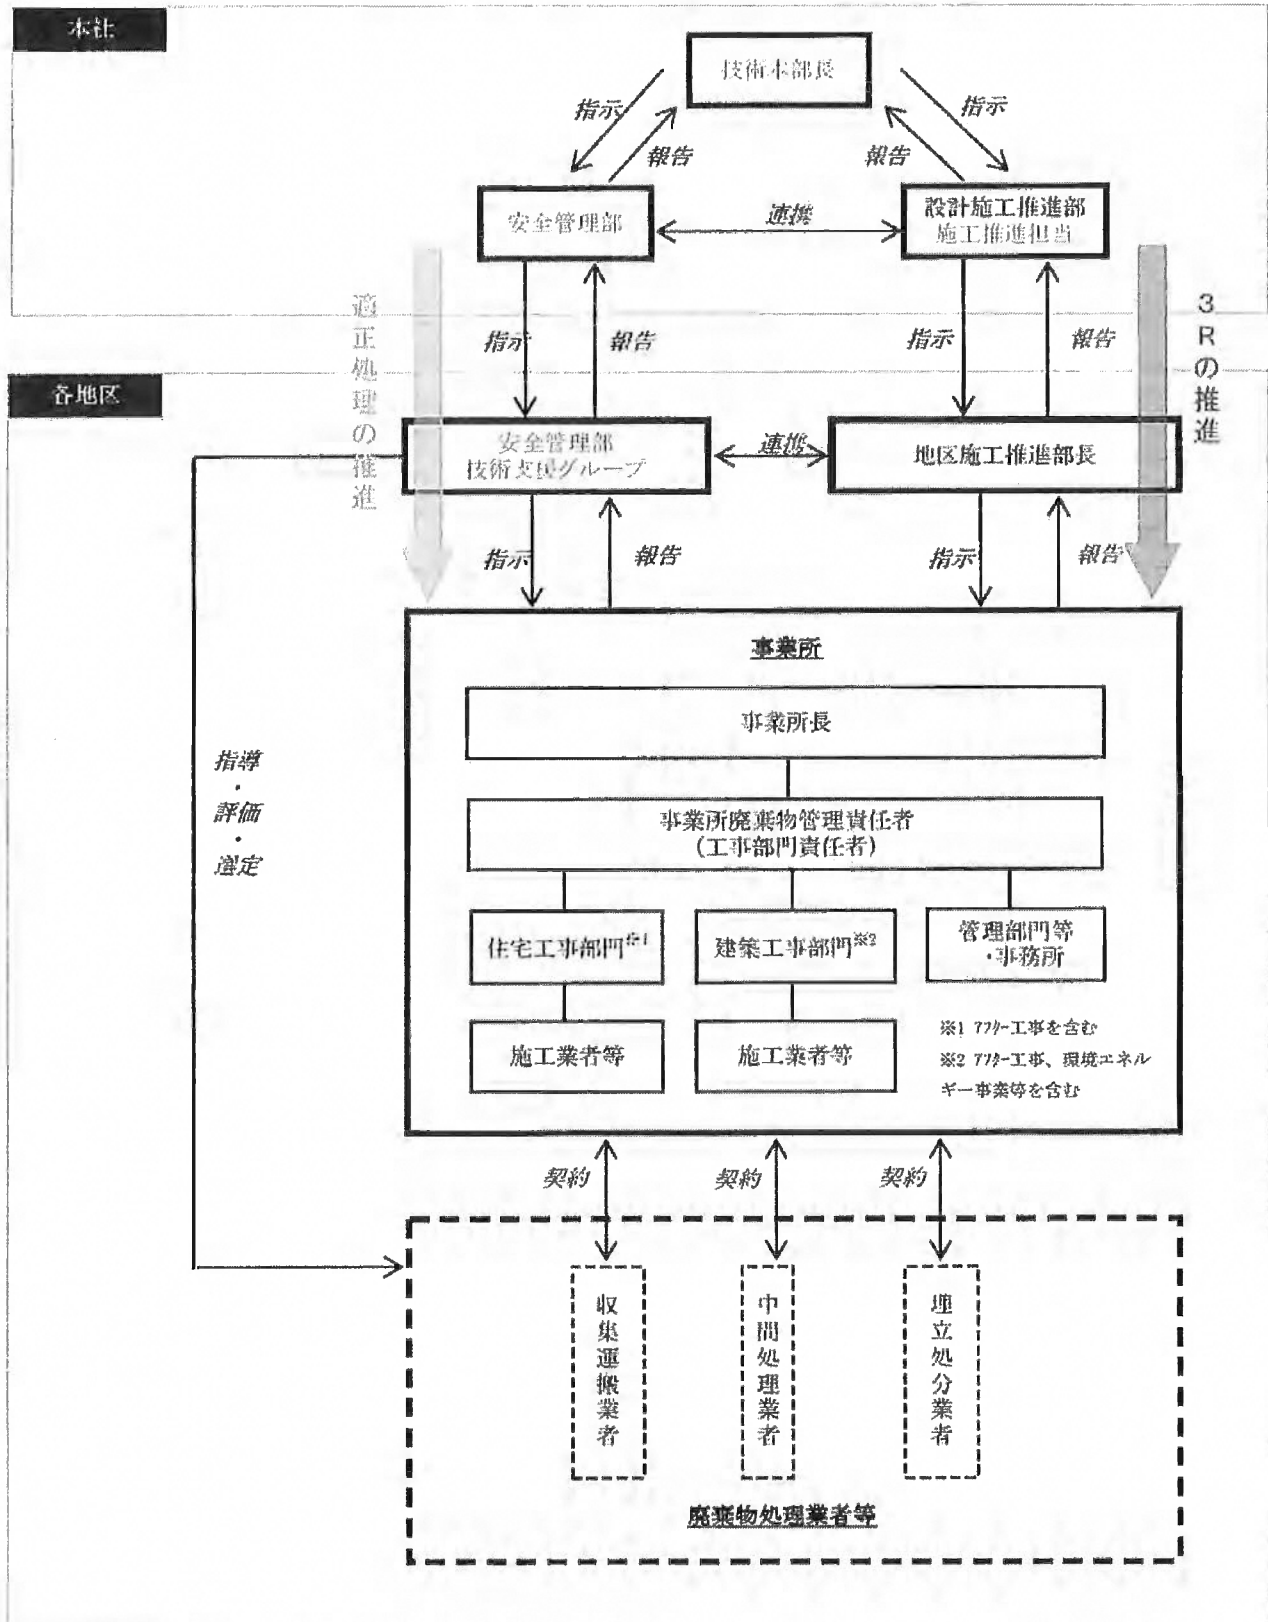 本社
技術本部長
指示
報告
報告
指示
安全管理部
連携
設計施工推進部
施工推進担当
適正処理の推進
指示
報告
指示
報告
3Rの推進
各地区
安全管理部
技術支援グループ
連携
地区施工推進部長
指示
報告
指示
報告
事業所
事業所長
事業所廃棄物管理責任者
(工事部門責任者)
住宅工事部門※1
建築工事部門※2
管理部門等
・事務所
施工業者等
施工業者等
※1 ｱﾌﾀｰ工事を含む
※2 ｱﾌﾀｰ工事、環境エネル
ギー事業等を含む
指導
・
評価
・
選定
契約
契約
契約
収集運搬業者
中間処理業者
埋立処分業者
廃棄物処理業者等